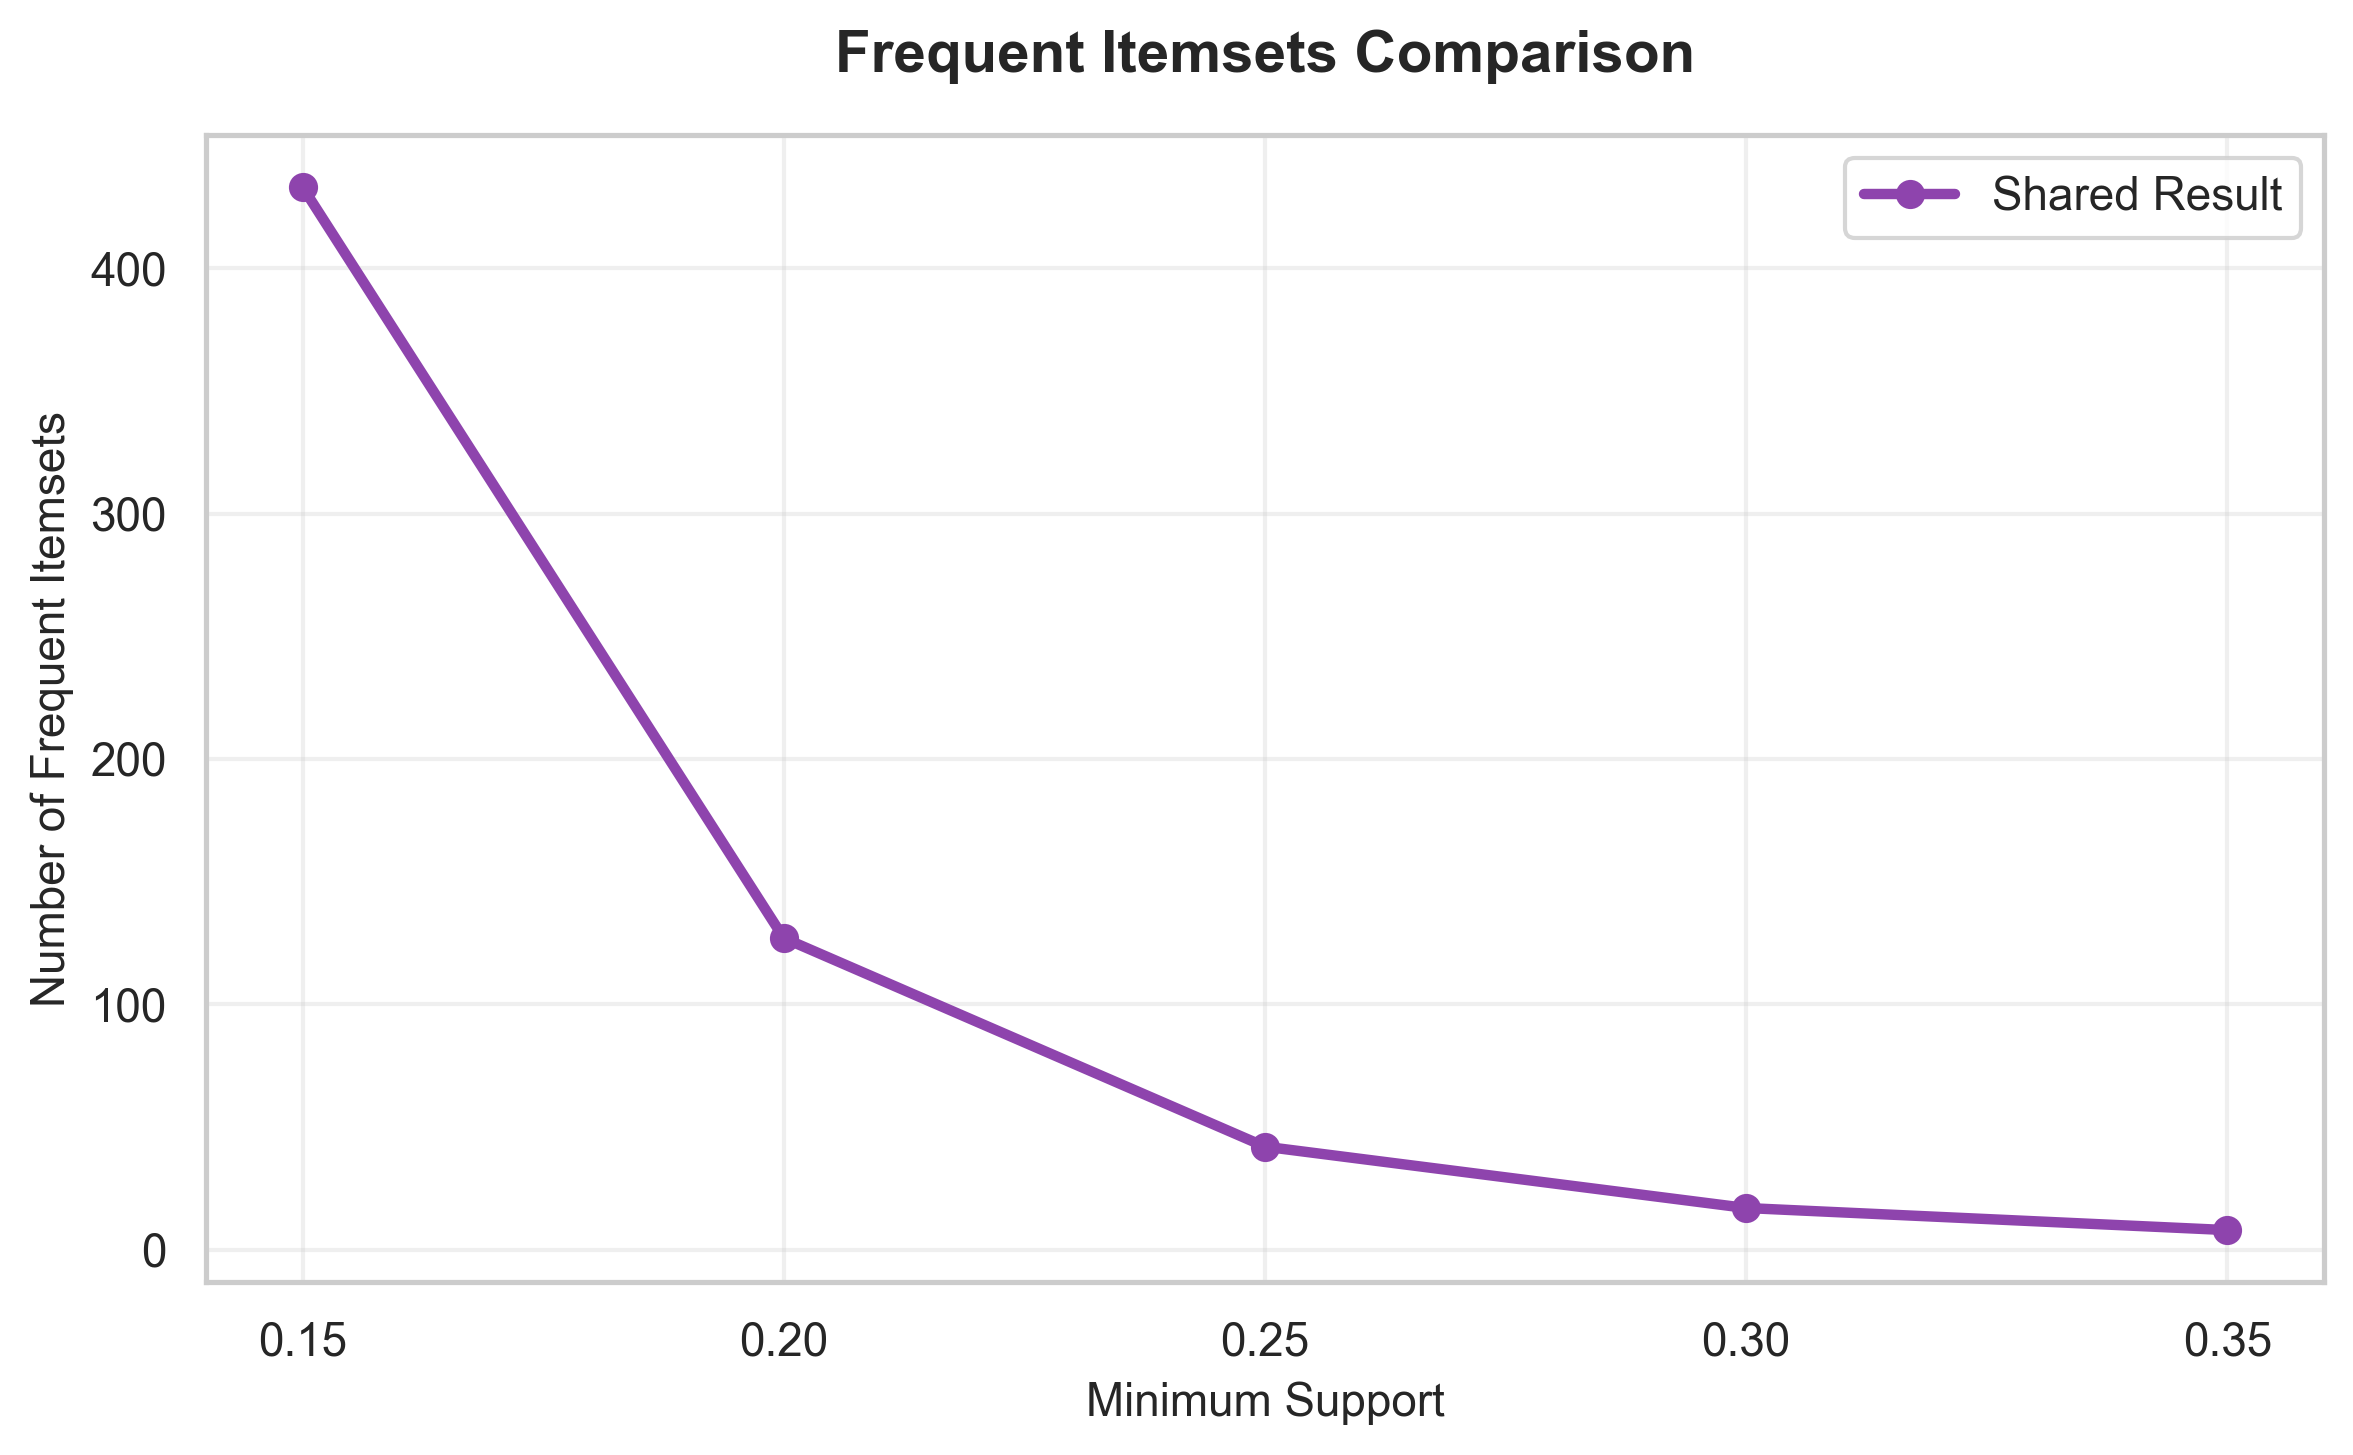 Frequent Itemsets Comparison
Shared Result
Number of Frequent Itemsets
400
300
200
100
0
0.15 0.20 0.25 0.30 0.35
Minimum Support